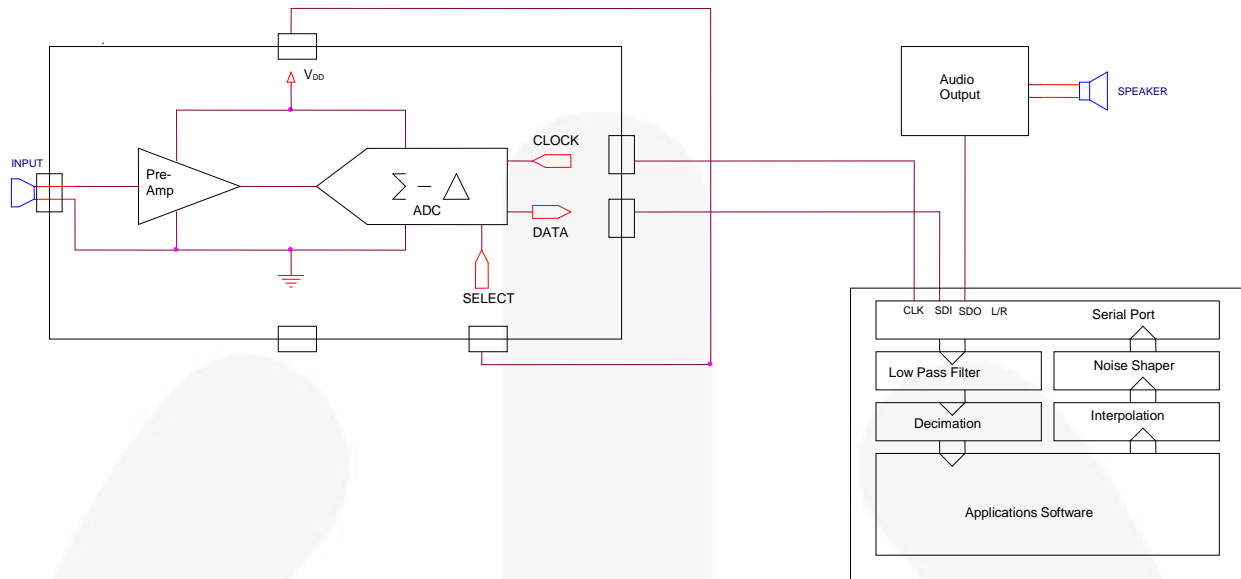 V_DD
INPUT
Pre-
Amp
Σ − Δ
ADC
CLOCK
DATA
SELECT
Audio
Output
SPEAKER
CLK SDI SDO L/R
Serial Port
Low Pass Filter
Noise Shaper
Decimation
Interpolation
Applications Software